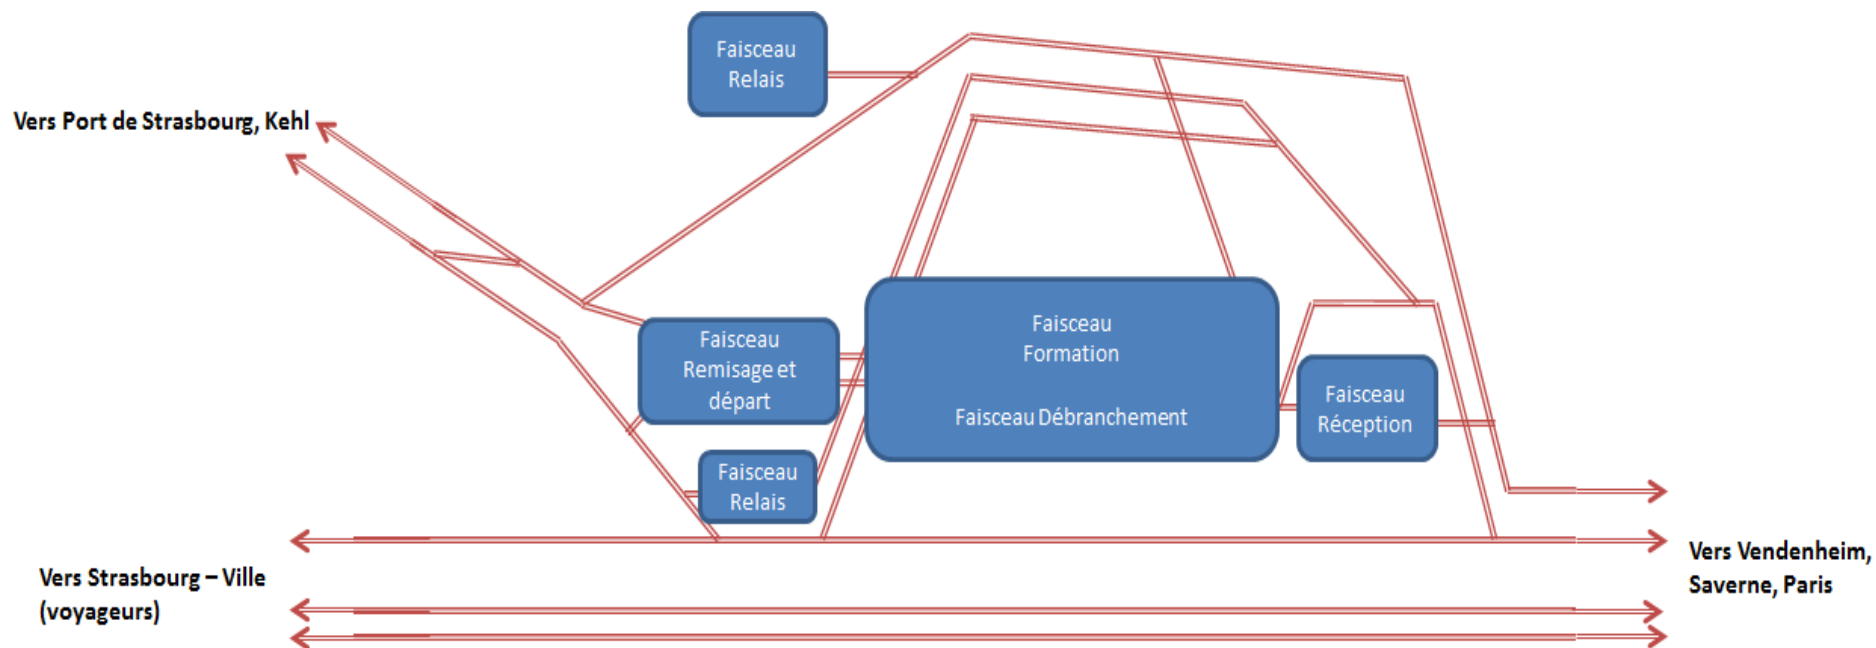 Faisceau
Relais
Vers Port de Strasbourg, Kehl
Faisceau
Remisage et
départ
Faisceau
Formation
Faisceau Débranchement
Faisceau
Réception
Faisceau
Relais
Vers Strasbourg – Ville
(voyageurs)
Vers Vendenheim,
Saverne, Paris